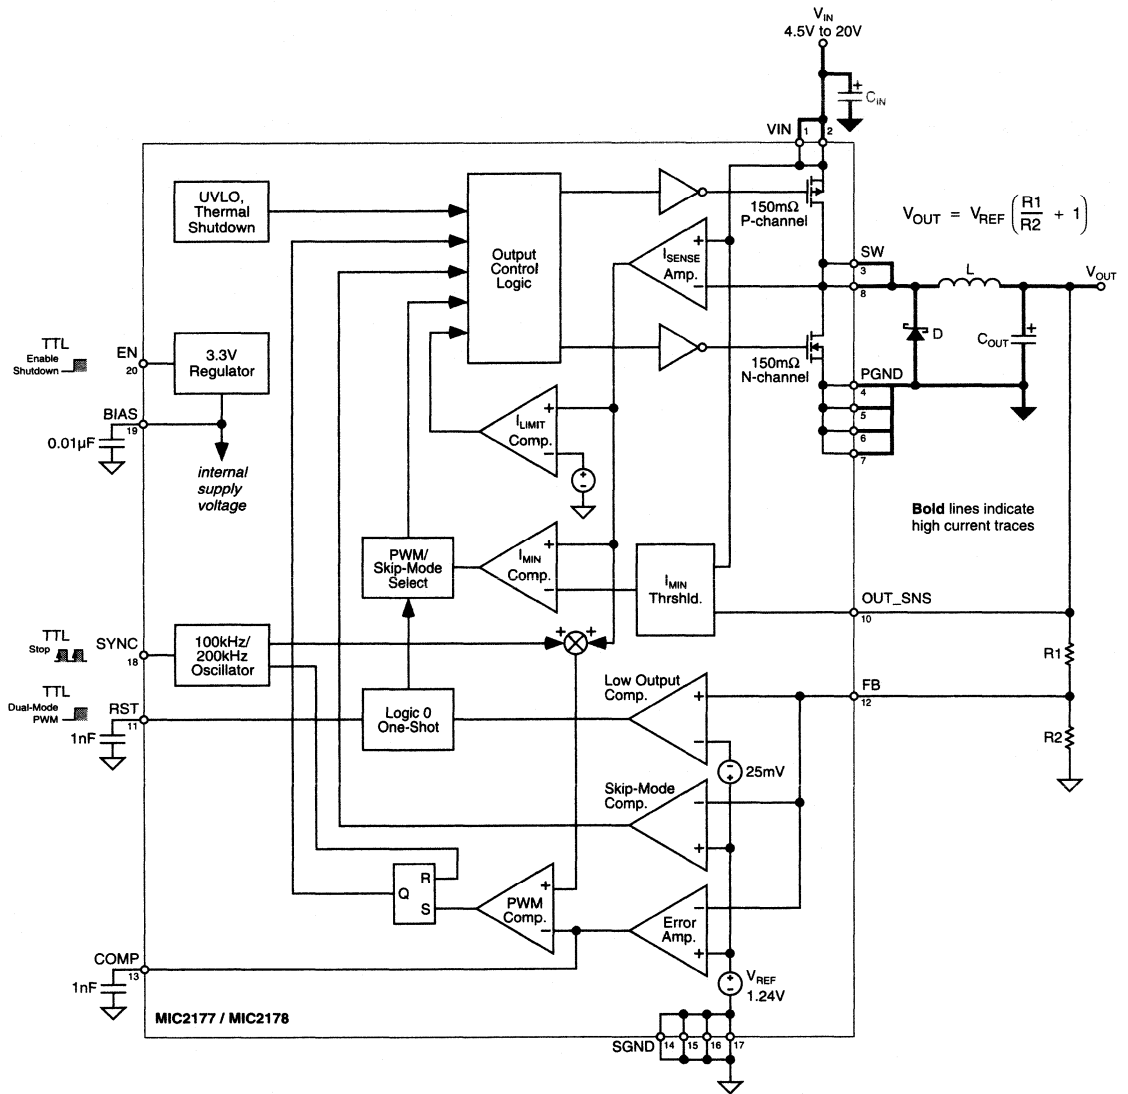 VIN
4.5V to 20V
+
CIN
VIN
1
2
UVLO,
Thermal
Shutdown
Output
Control
Logic
150mΩ
P-channel
VOUT = VREF (R1/R2 + 1)
ISENSE
Amp.
+
−
SW
3
8
L
VOUT
D
COUT
+
TTL
Enable
Shutdown
EN
20
3.3V
Regulator
150mΩ
N-channel
PGND
4
5
6
7
BIAS
19
0.01µF
internal
supply
voltage
ILIMIT
Comp.
+
−
+
−
Bold lines indicate
high current traces
PWM/
Skip-Mode
Select
IMIN
Comp.
+
−
IMIN
Thrshld.
OUT_SNS
10
TTL
Stop
SYNC
18
100kHz/
200kHz
Oscillator
+
+
R1
TTL
Dual-Mode
PWM
RST
11
1nF
Logic 0
One-Shot
Low Output
Comp.
+
−
FB
12
R2
−
+
25mV
Skip-Mode
Comp.
−
+
R
Q
S
PWM
Comp.
+
−
Error
Amp.
−
+
COMP
13
1nF
+
−
VREF
1.24V
MIC2177 / MIC2178
SGND
14
15
16
17